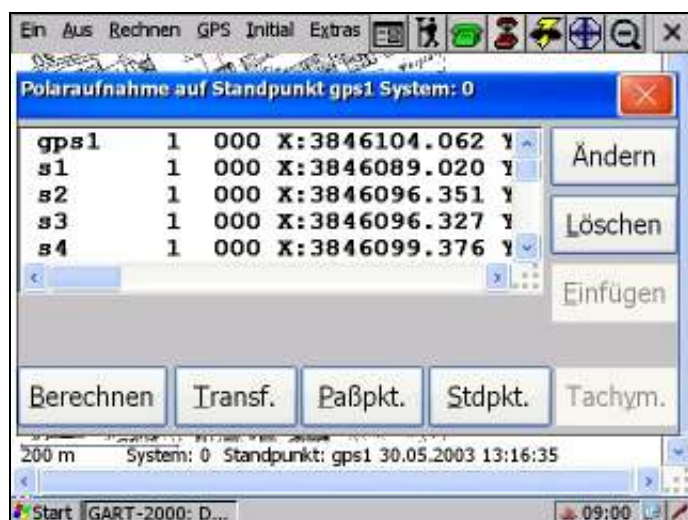 Ein Aus Rechnen GPS Initial Extras
Polaraufnahme auf Standpunkt gps1 System: 0
gps1 1 000 X:3846104.062 Y
s1 1 000 X:3846089.020 Y
s2 1 000 X:3846096.351 Y
s3 1 000 X:3846096.327 Y
s4 1 000 X:3846099.376 Y
Ändern
Löschen
Einfügen
Berechnen Transf. Paßpkt. Stdpkt. Tachym.
200 m System: 0 Standpunkt: gps1 30.05.2003 13:16:35
Start GART-2000: D... 09:00